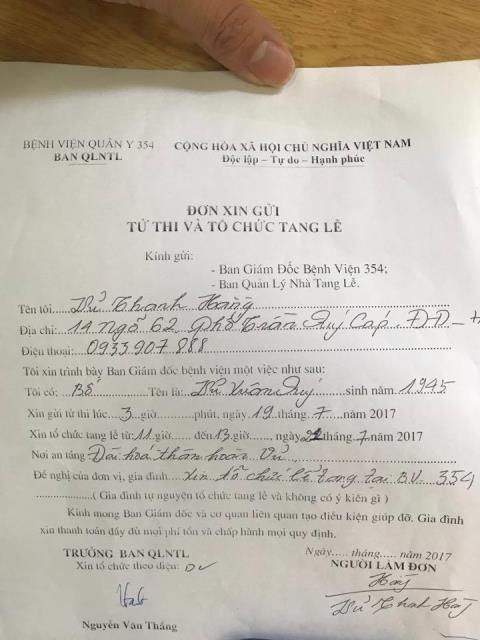 BỆNH VIỆN QUÂN Y 354 CỘNG HÒA XÃ HỘI CHỦ NGHĨA VIỆT NAM
BAN QLNTL Độc lập – Tự do – Hạnh phúc
ĐƠN XIN GỬI
TỬ THI VÀ TỔ CHỨC TANG LỄ
Kính gửi:
- Ban Giám Đốc Bệnh Viện 354;
- Ban Quản Lý Nhà Tang Lễ.
Tên tôi: Dư Thanh Hoàng
Địa chỉ: 14 Ngõ 62 Phố Trần Quý Cáp. Đ.Đ –
Điện thoại: 0933907888
Tôi xin trình bày Ban Giám đốc bệnh viện một việc như sau:
Tôi có: Bố Tên là: Dư Xuân Quý sinh năm 1945
Xin gửi tử thi lúc 3 giờ phút, ngày 19 tháng 7 năm 2017
Xin tổ chức tang lễ từ 11 giờ đến 13 giờ, ngày 22 tháng 7 năm 2017
Nơi an táng Đài hóa thân hoàn Vũ
Đề nghị của đơn vị, gia đình xin tổ chức lễ tang tại B.V. 354
( Gia đình tự nguyện tổ chức tang lễ và không có ý kiến gì )
Kính mong Ban Giám đốc và cơ quan liên quan tạo điều kiện giúp đỡ. Gia đình
xin thanh toán đầy đủ mọi phí tổn và chấp hành mọi quy định.
TRƯỞNG BAN QLNTL Ngày..... tháng..... năm 2017
Xin tổ chức theo diện: DV NGƯỜI LÀM ĐƠN
Nguyễn Văn Thắng